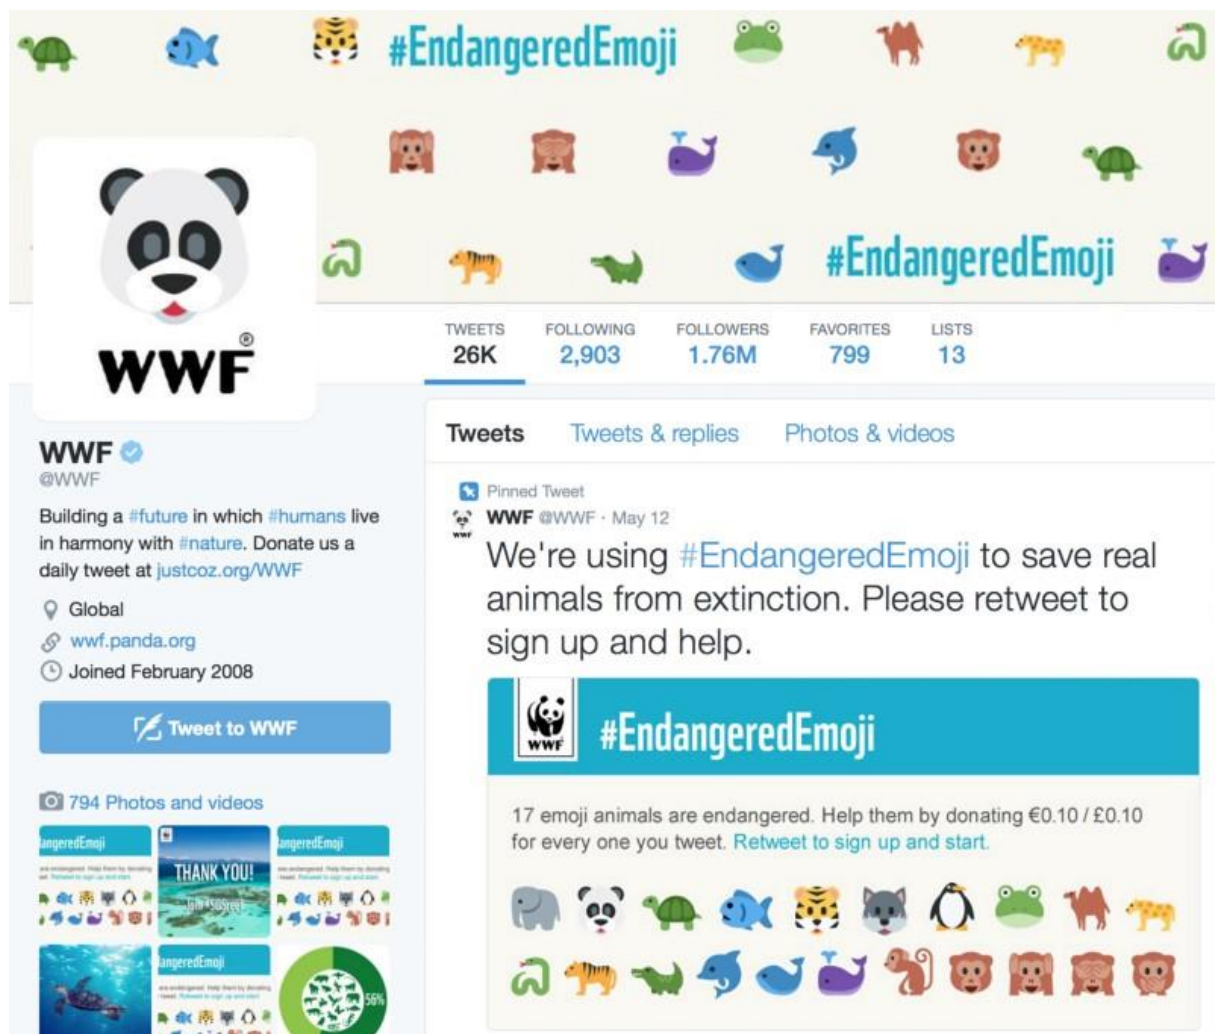 #EndangeredEmoji
#EndangeredEmoji
WWF®
TWEETS FOLLOWING FOLLOWERS FAVORITES LISTS
26K 2,903 1.76M 799 13
WWF
@WWF
Building a #future in which #humans live
in harmony with #nature. Donate us a
daily tweet at justcoz.org/WWF
Global
wwf.panda.org
Joined February 2008
Tweet to WWF
794 Photos and videos
angeredEmoji
THANK YOU!
Join #SOSreef
angeredEmoji
angeredEmoji
56%
Tweets Tweets & replies Photos & videos
Pinned Tweet
WWF @WWF · May 12
We're using #EndangeredEmoji to save real
animals from extinction. Please retweet to
sign up and help.
WWF
#EndangeredEmoji
17 emoji animals are endangered. Help them by donating €0.10 / £0.10
for every one you tweet. Retweet to sign up and start.